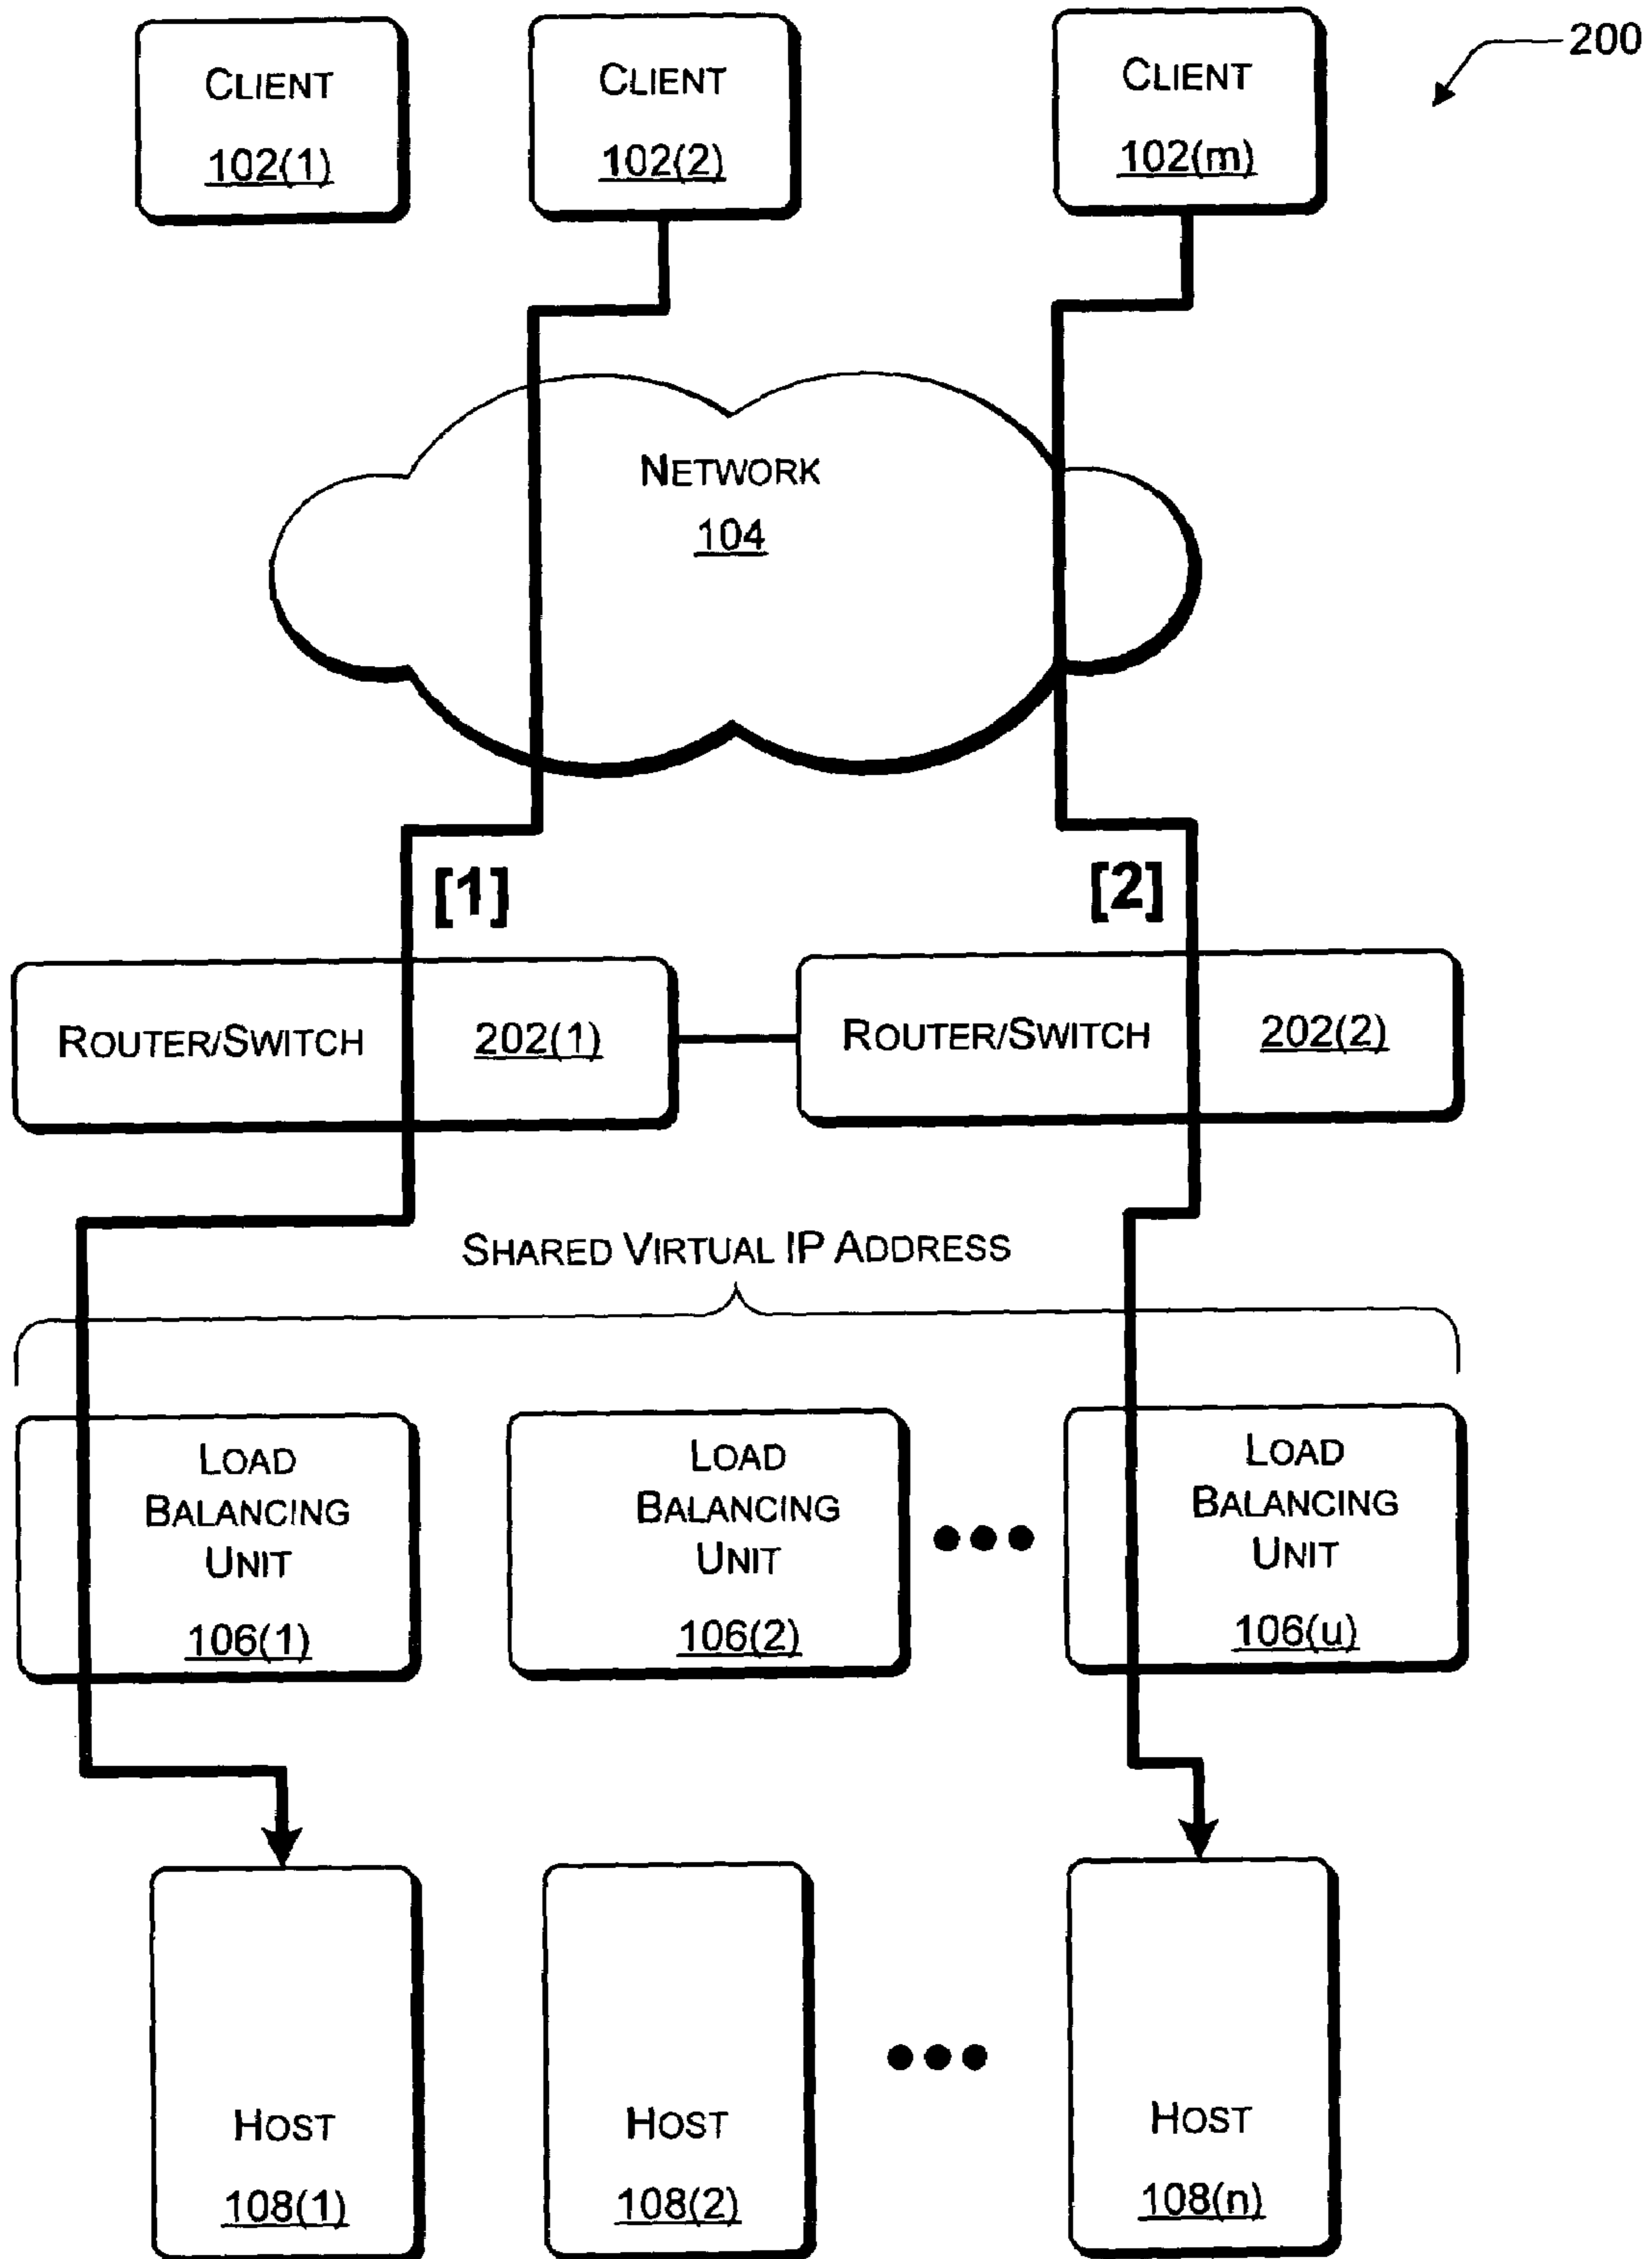 200
CLIENT
102(1)
CLIENT
102(2)
CLIENT
102(m)
NETWORK
104
[1]
[2]
ROUTER/SWITCH 202(1)
ROUTER/SWITCH 202(2)
SHARED VIRTUAL IP ADDRESS
LOAD
BALANCING
UNIT
106(1)
LOAD
BALANCING
UNIT
106(2)
LOAD
BALANCING
UNIT
106(u)
HOST
108(1)
HOST
108(2)
HOST
108(n)